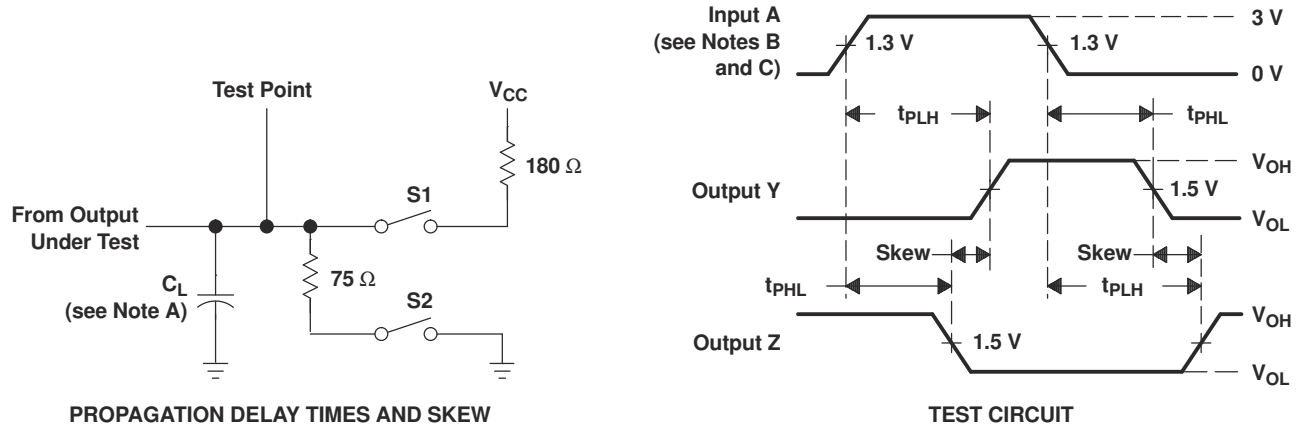 Test Point
V_CC
180 Ω
S1
From Output
Under Test
C_L
(see Note A)
75 Ω
S2
PROPAGATION DELAY TIMES AND SKEW
Input A
(see Notes B
and C)
1.3 V
1.3 V
3 V
0 V
t_PLH
t_PHL
Output Y
1.5 V
V_OH
V_OL
Skew
Skew
t_PHL
t_PLH
Output Z
1.5 V
V_OH
V_OL
TEST CIRCUIT